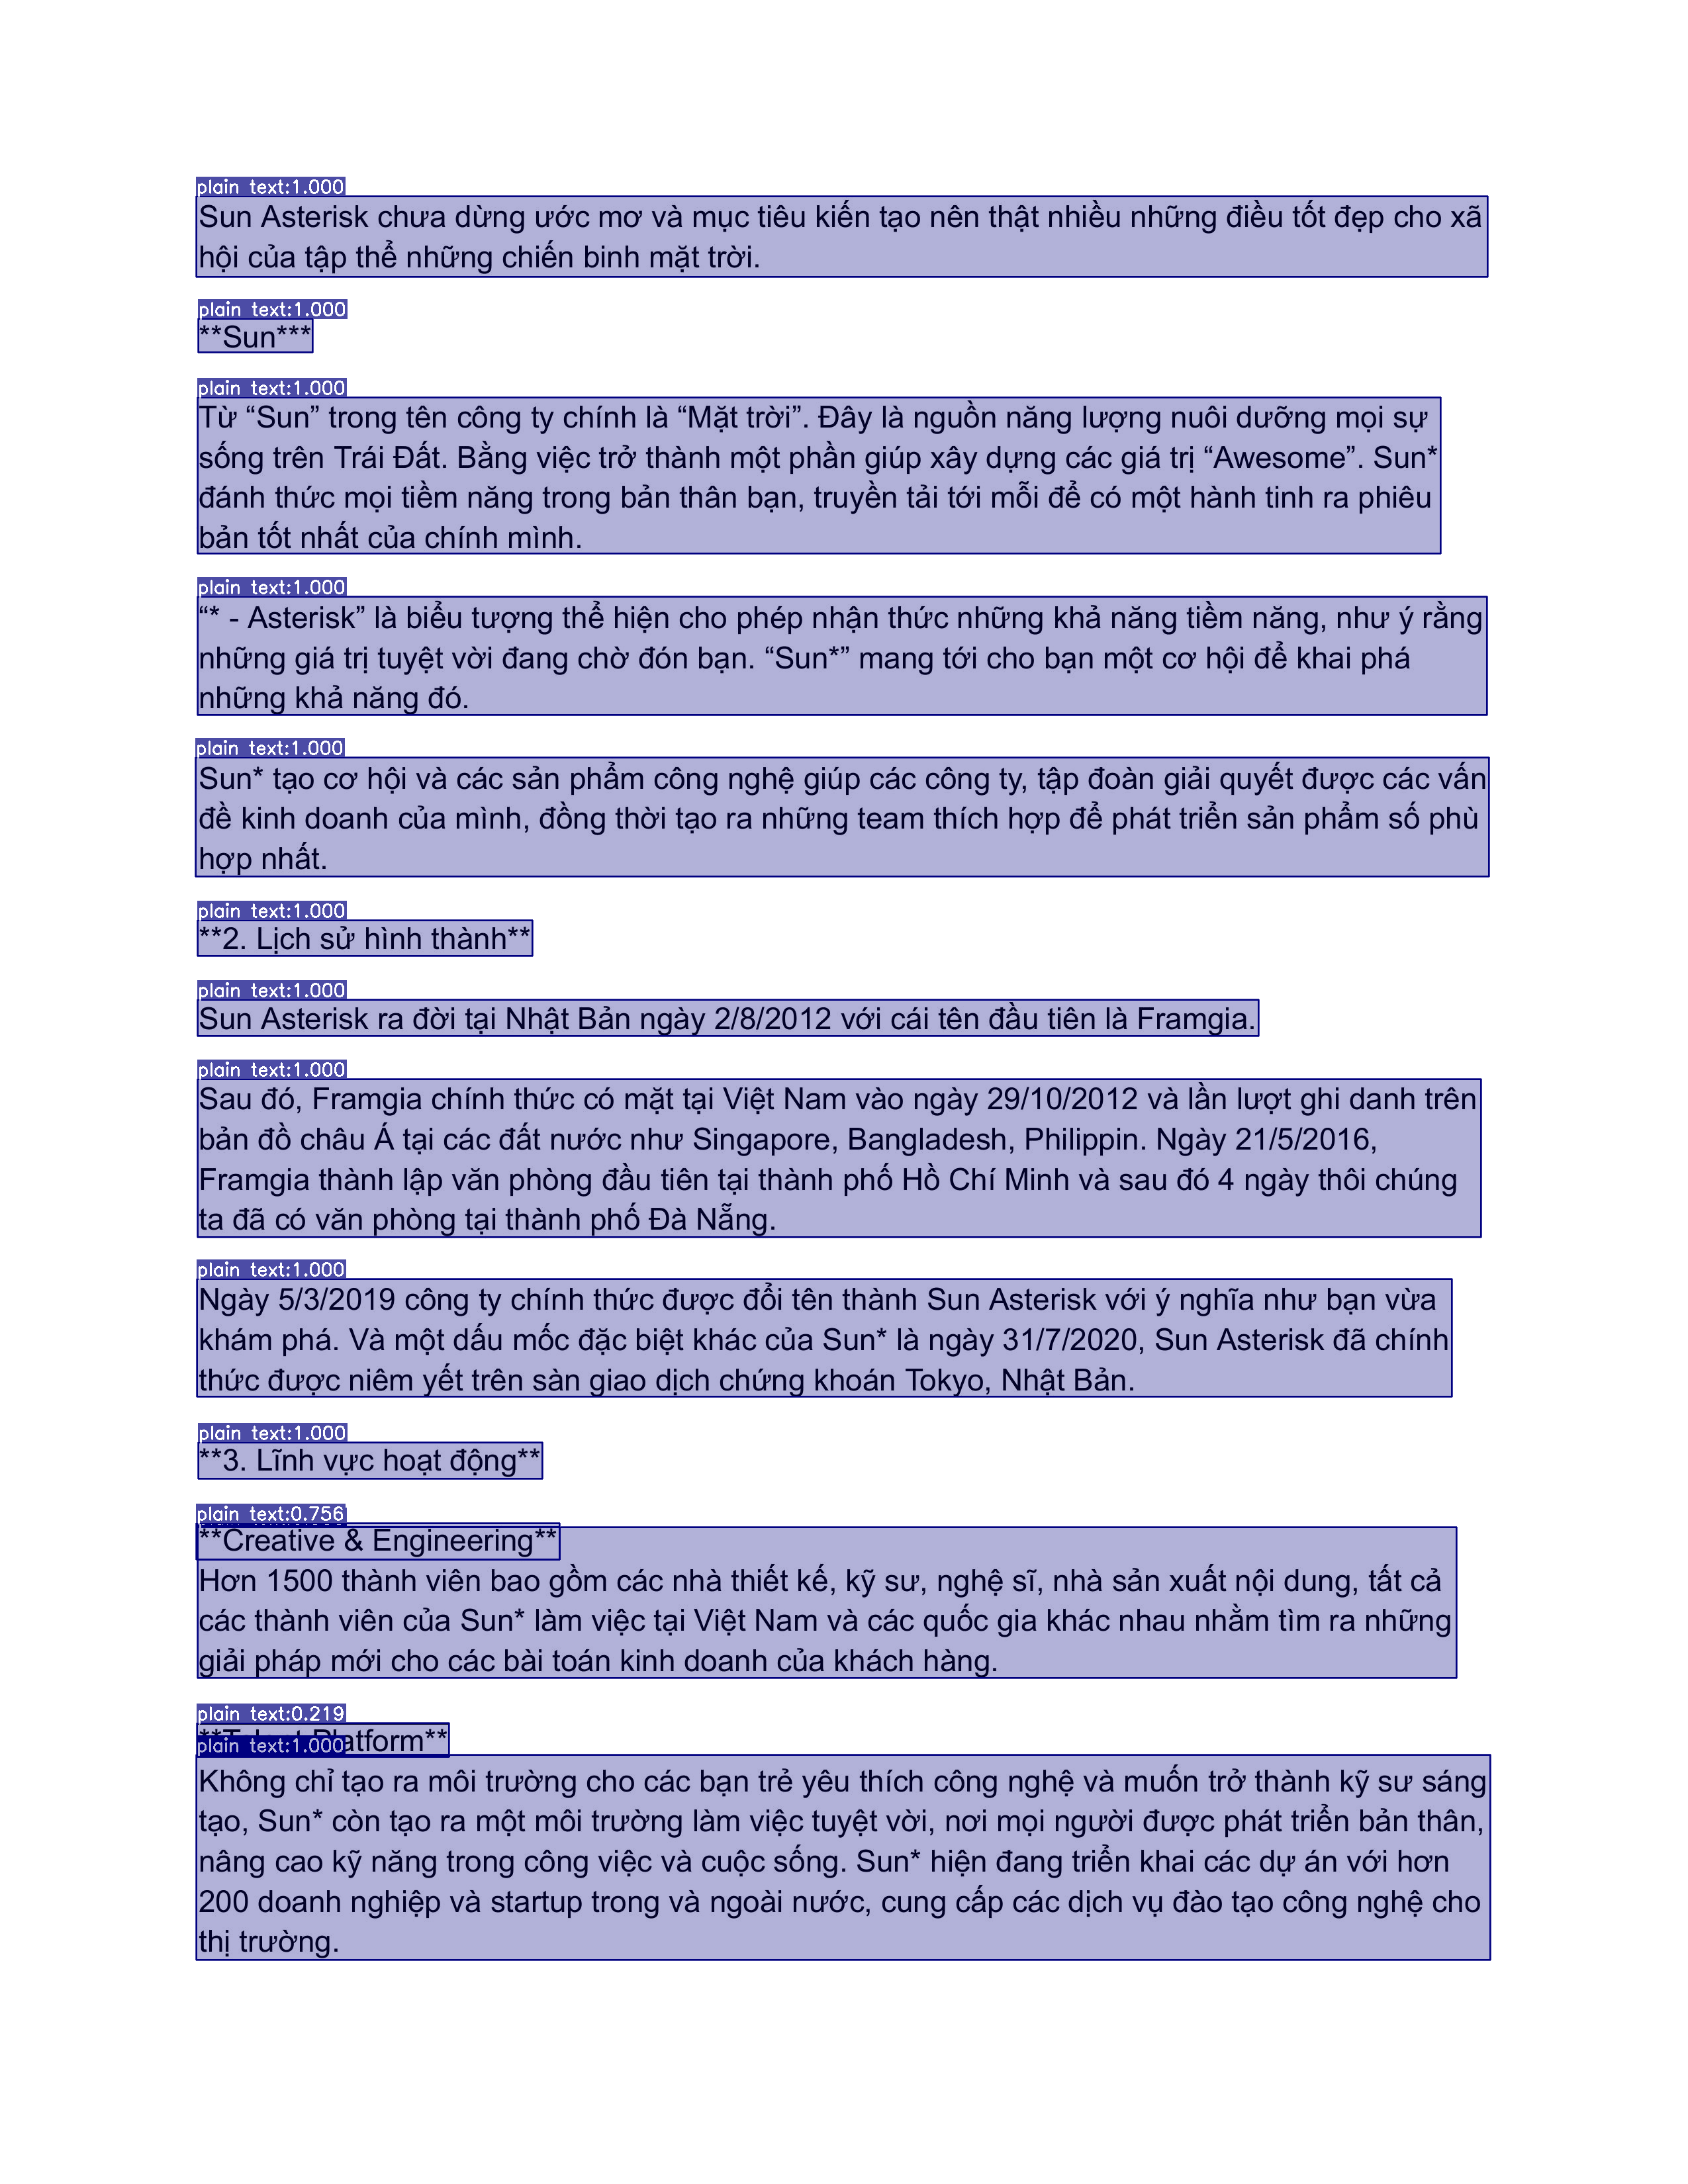 plain text:1.000
Sun Asterisk chưa dừng ước mơ và mục tiêu kiến tạo nên thật nhiều những điều tốt đẹp cho xã
hội của tập thể những chiến binh mặt trời.
plain text:1.000
**Sun***
plain text:1.000
Từ “Sun” trong tên công ty chính là “Mặt trời”. Đây là nguồn năng lượng nuôi dưỡng mọi sự
sống trên Trái Đất. Bằng việc trở thành một phần giúp xây dựng các giá trị “Awesome”. Sun*
đánh thức mọi tiềm năng trong bản thân bạn, truyền tải tới mỗi để có một hành tinh ra phiêu
bản tốt nhất của chính mình.
plain text:1.000
“* - Asterisk” là biểu tượng thể hiện cho phép nhận thức những khả năng tiềm năng, như ý rằng
những giá trị tuyệt vời đang chờ đón bạn. “Sun*” mang tới cho bạn một cơ hội để khai phá
những khả năng đó.
plain text:1.000
Sun* tạo cơ hội và các sản phẩm công nghệ giúp các công ty, tập đoàn giải quyết được các vấn
đề kinh doanh của mình, đồng thời tạo ra những team thích hợp để phát triển sản phẩm số phù
hợp nhất.
plain text:1.000
**2. Lịch sử hình thành**
plain text:1.000
Sun Asterisk ra đời tại Nhật Bản ngày 2/8/2012 với cái tên đầu tiên là Framgia.
plain text:1.000
Sau đó, Framgia chính thức có mặt tại Việt Nam vào ngày 29/10/2012 và lần lượt ghi danh trên
bản đồ châu Á tại các đất nước như Singapore, Bangladesh, Philippin. Ngày 21/5/2016,
Framgia thành lập văn phòng đầu tiên tại thành phố Hồ Chí Minh và sau đó 4 ngày thôi chúng
ta đã có văn phòng tại thành phố Đà Nẵng.
plain text:1.000
Ngày 5/3/2019 công ty chính thức được đổi tên thành Sun Asterisk với ý nghĩa như bạn vừa
khám phá. Và một dấu mốc đặc biệt khác của Sun* là ngày 31/7/2020, Sun Asterisk đã chính
thức được niêm yết trên sàn giao dịch chứng khoán Tokyo, Nhật Bản.
plain text:1.000
**3. Lĩnh vực hoạt động**
plain text:0.756
**Creative & Engineering**
Hơn 1500 thành viên bao gồm các nhà thiết kế, kỹ sư, nghệ sĩ, nhà sản xuất nội dung, tất cả
các thành viên của Sun* làm việc tại Việt Nam và các quốc gia khác nhau nhằm tìm ra những
giải pháp mới cho các bài toán kinh doanh của khách hàng.
plain text:0.219
Platform**
plain text:1.000
Không chỉ tạo ra môi trường cho các bạn trẻ yêu thích công nghệ và muốn trở thành kỹ sư sáng
tạo, Sun* còn tạo ra một môi trường làm việc tuyệt vời, nơi mọi người được phát triển bản thân,
nâng cao kỹ năng trong công việc và cuộc sống. Sun* hiện đang triển khai các dự án với hơn
200 doanh nghiệp và startup trong và ngoài nước, cung cấp các dịch vụ đào tạo công nghệ cho
thị trường.